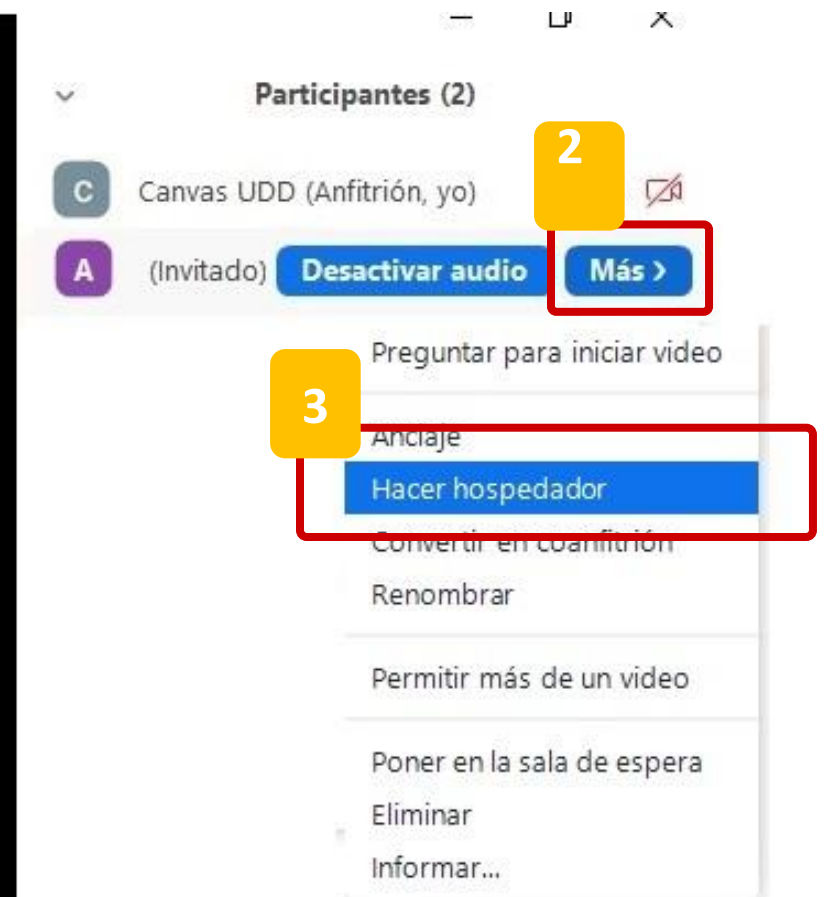 Participantes (2)
2
C Canvas UDD (Anfitrión, yo)
A (Invitado) Desactivar audio Más >
Preguntar para iniciar video
3
Anclaje
Hacer hospedador
Convertir en coanfitrión
Renombrar
Permitir más de un video
Poner en la sala de espera
Eliminar
Informar...